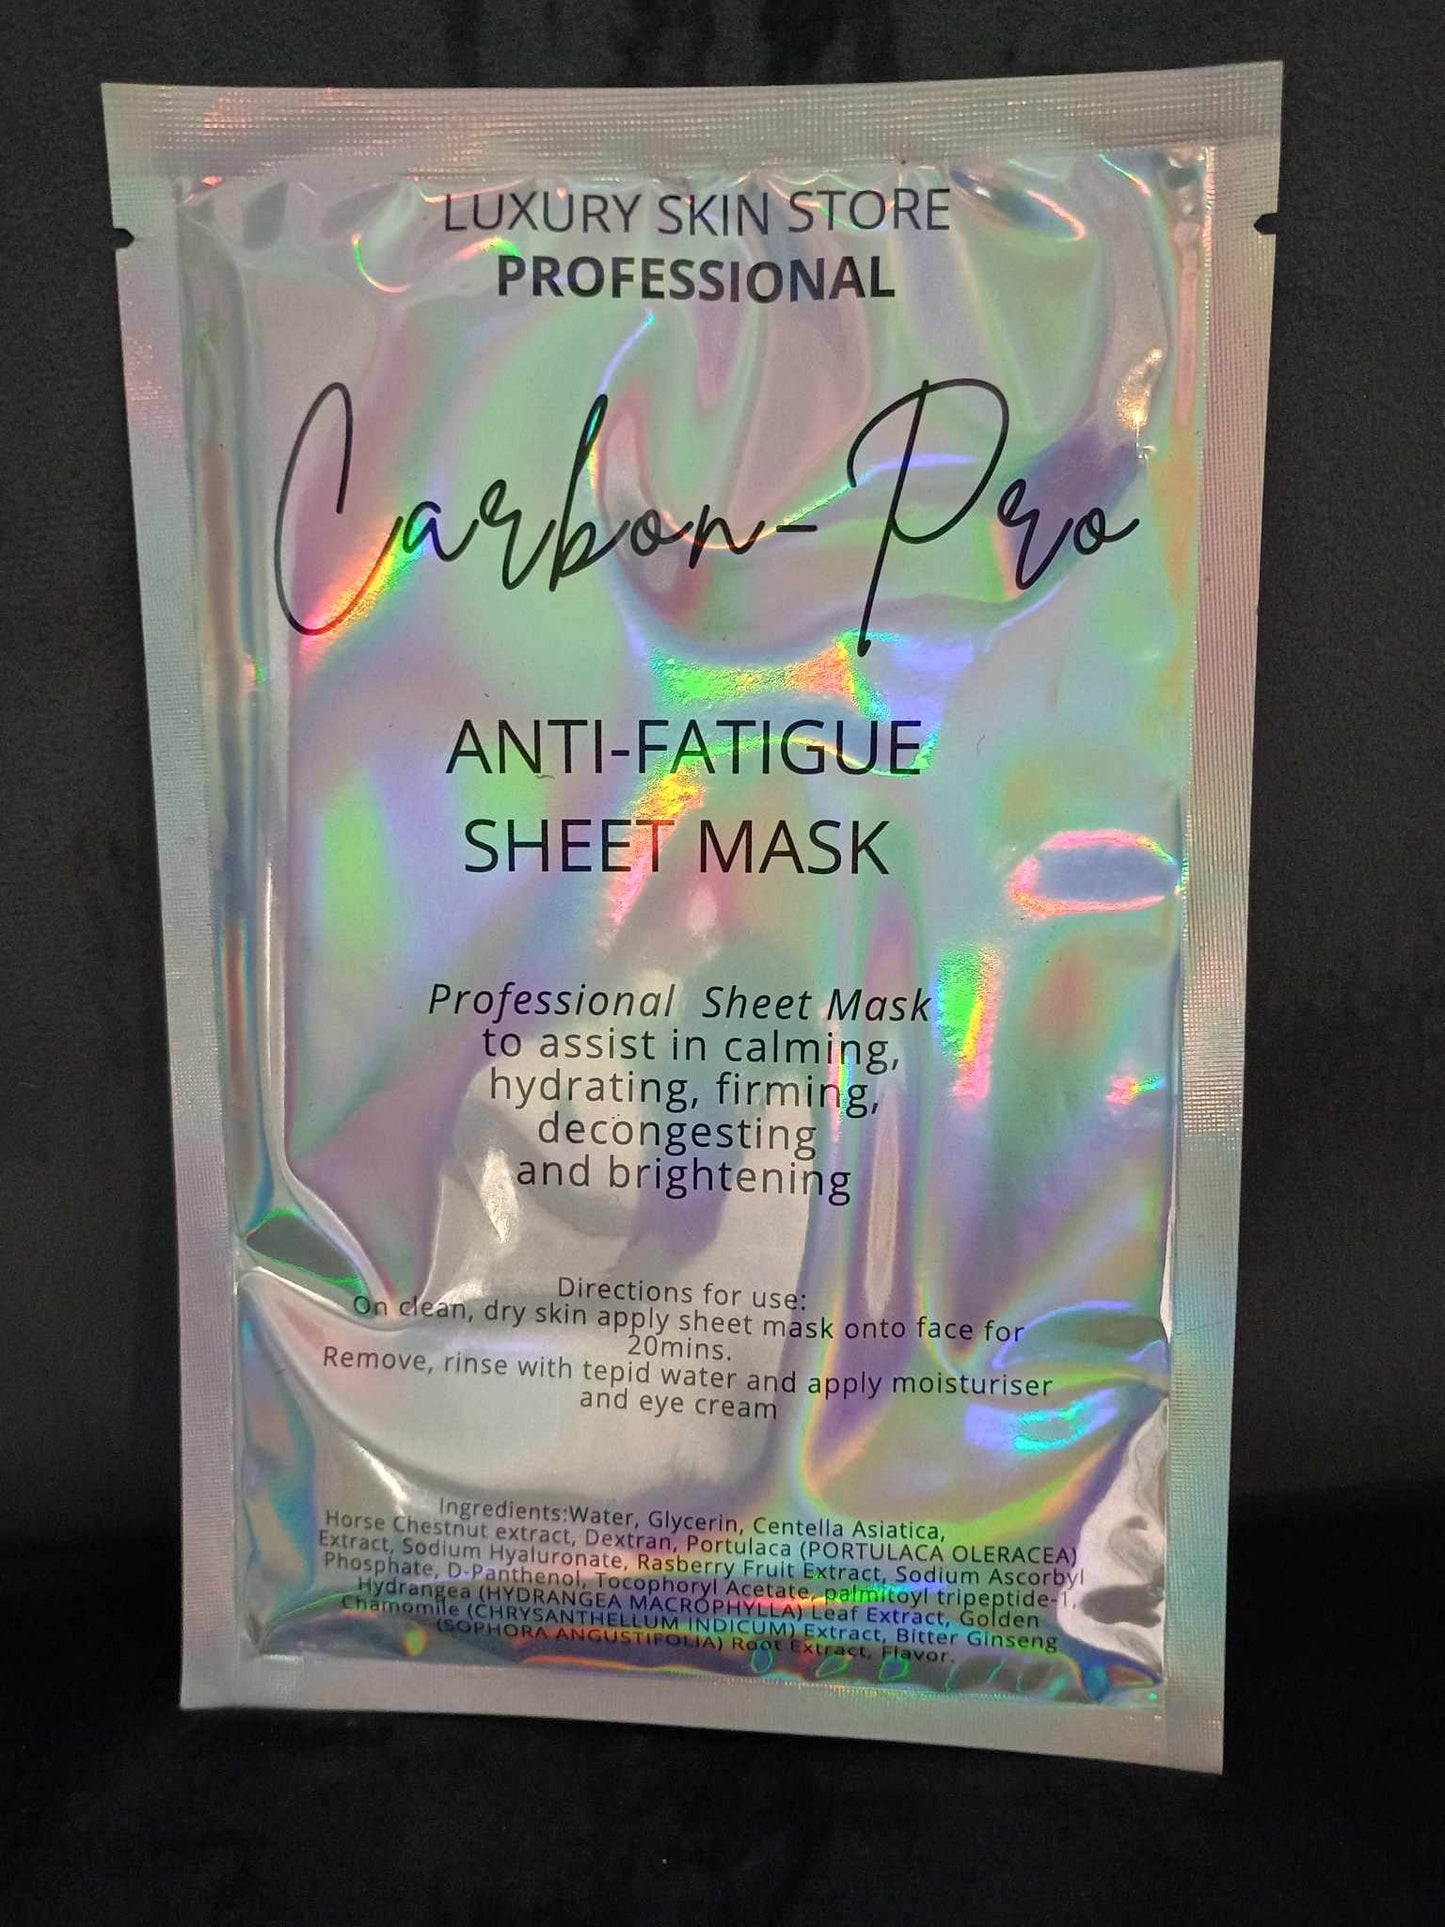 LUXURY SKIN STORE
PROFESSIONAL
Carbon-Pro
ANTI-FATIGUE
SHEET MASK
Professional Sheet Mask
to assist in calming,
hydrating, firming,
decongesting
and brightening
Directions for use:
On clean, dry skin apply sheet mask onto face for
20mins.
Remove, rinse with tepid water and apply moisturiser
and eye cream
Ingredients:Water, Glycerin, Centella Asiatica,
Horse Chestnut extract, Dextran, Portulaca (PORTULACA OLERACEA)
Extract, Sodium Hyaluronate, Rasberry Fruit Extract, Sodium Ascorbyl
Phosphate, D-Panthenol, Tocophoryl Acetate, palmitoyl tripeptide-1,
Hydrangea (HYDRANGEA MACROPHYLLA) Leaf Extract, Golden
Chamomile (CHRYSANTHELLUM INDICUM) Extract, Bitter Ginseng
(SOPHORA ANGUSTIFOLIA) Root Extract, Flavor.